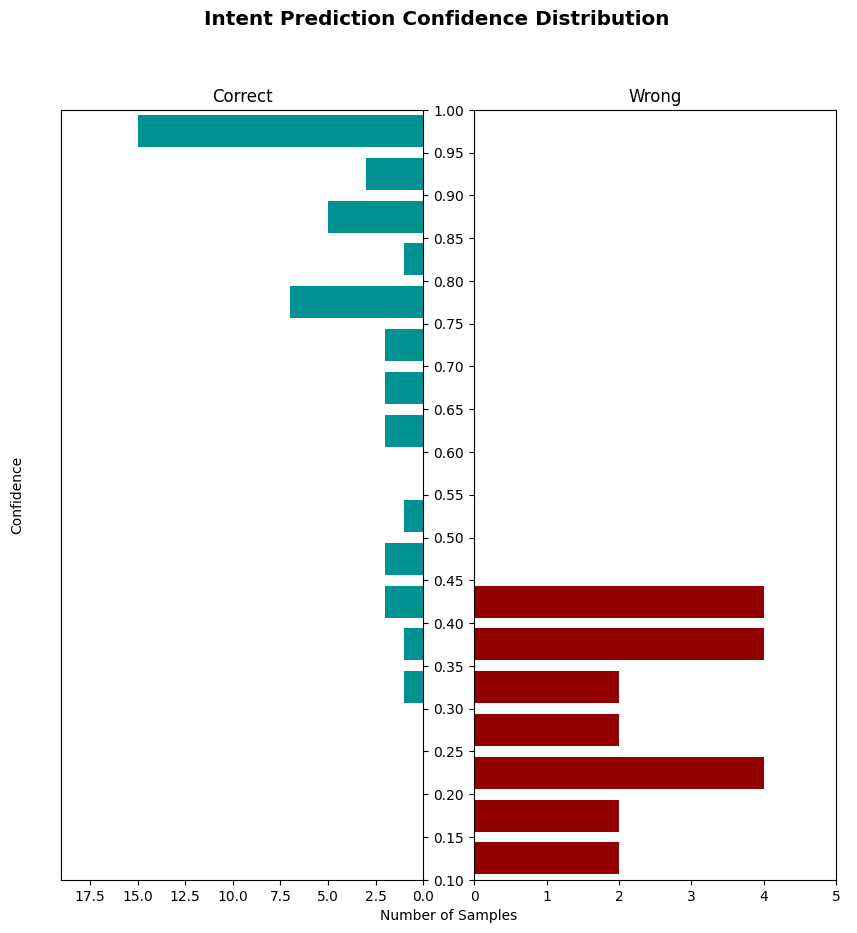 Intent Prediction Confidence Distribution
Correct
Wrong
1.00
0.95
0.90
0.85
0.80
0.75
0.70
0.65
0.60
0.55
0.50
0.45
0.40
0.35
0.30
0.25
0.20
0.15
0.10
Confidence
17.5 15.0 12.5 10.0 7.5 5.0 2.5 0.0
0 1 2 3 4 5
Number of Samples